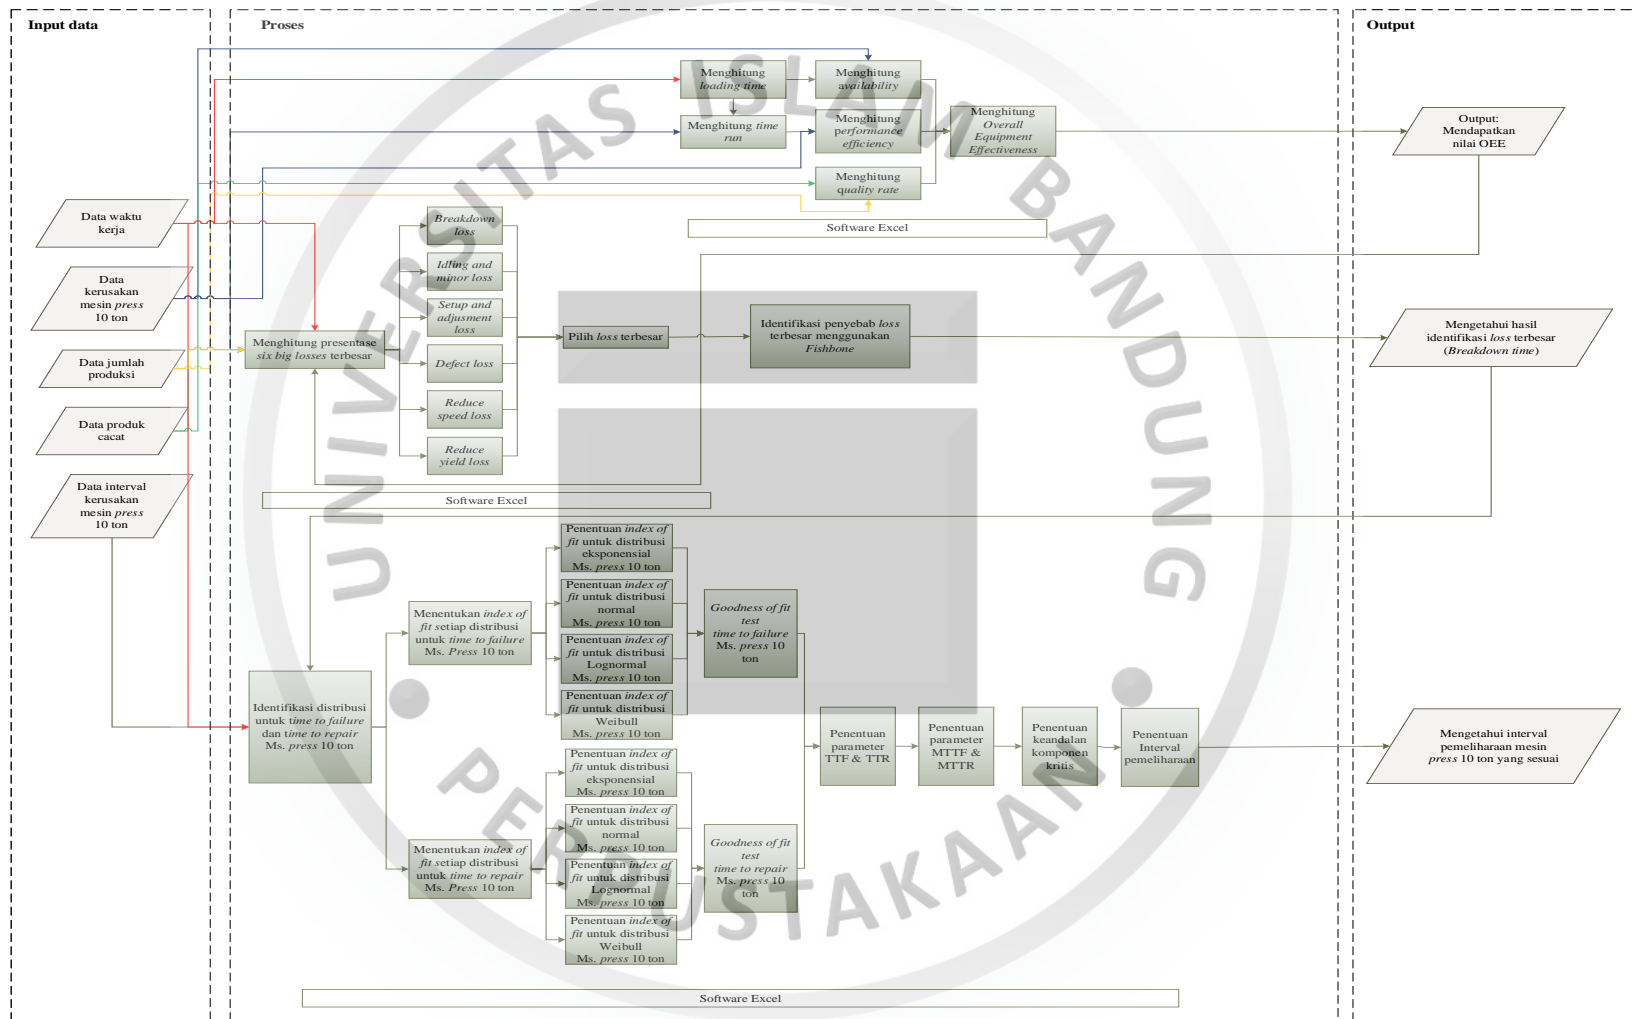 Input data
Proses
Output
Menghitung
loading time
Menghitung
availability
Menghitung time
run
Menghitung
performance
efficiency
Menghitung
Overall
Equipment
Effectiveness
Menghitung
quality rate
Software Excel
Output:
Mendapatkan
nilai OEE
Data waktu
kerja
Data
kerusakan
mesin press
10 ton
Data jumlah
produksi
Data produk
cacat
Data interval
kerusakan
mesin press
10 ton
Menghitung presentase
six big losses terbesar
Breakdown
loss
Idling and
minor loss
Setup and
adjusment
loss
Defect loss
Reduce
speed loss
Reduce
yield loss
Pilih loss terbesar
Identifikasi penyebab loss
terbesar menggunakan
Fishbone
Mengetahui hasil
identifikasi loss terbesar
(Breakdown time)
Software Excel
Identifikasi distribusi
untuk time to failure
dan time to repair
Ms. press 10 ton
Menentukan index of
fit setiap distribusi
untuk time to failure
Ms. Press 10 ton
Penentuan index of
fit untuk distribusi
eksponensial
Ms. press 10 ton
Penentuan index of
fit untuk distribusi
normal
Ms. press 10 ton
Penentuan index of
fit untuk distribusi
Lognormal
Ms. press 10 ton
Penentuan index of
fit untuk distribusi
Weibull
Ms. press 10 ton
Goodness of fit
test
time to failure
Ms. press 10
ton
Menentukan index of
fit setiap distribusi
untuk time to repair
Ms. Press 10 ton
Penentuan index of
fit untuk distribusi
eksponensial
Ms. press 10 ton
Penentuan index of
fit untuk distribusi
normal
Ms. press 10 ton
Penentuan index of
fit untuk distribusi
Lognormal
Ms. press 10 ton
Penentuan index of
fit untuk distribusi
Weibull
Ms. press 10 ton
Goodness of fit
test
time to repair
Ms. press 10
ton
Penentuan
parameter
TTF & TTR
Penentuan
parameter
MTTF &
MTTR
Penentuan
keandalan
komponen
kritis
Penentuan
Interval
pemeliharaan
Mengetahui interval
pemeliharaan mesin
press 10 ton yang sesuai
Software Excel
UNIVERSITAS ISLAM BANDUNG
PERPUSTAKAAN